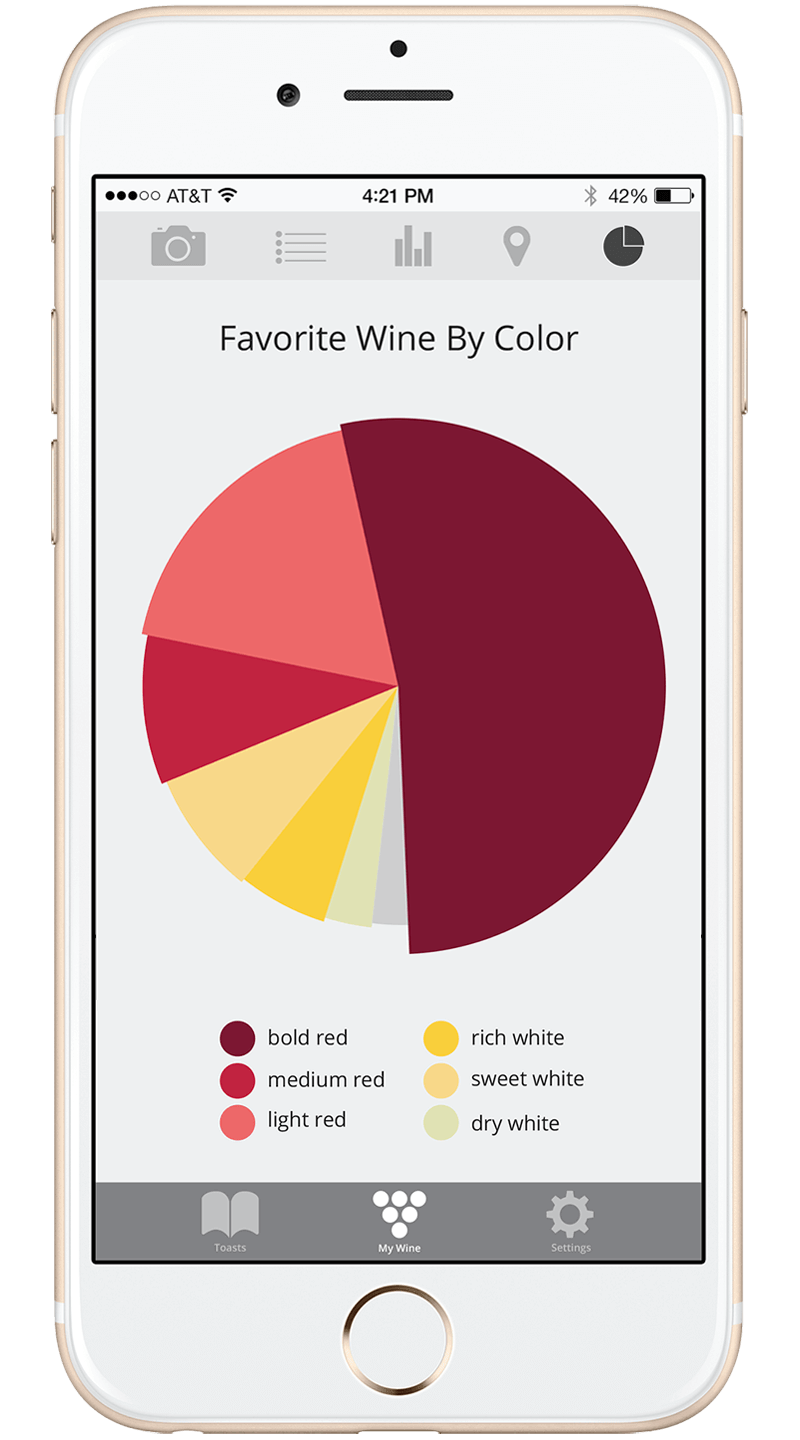 AT&T 4:21 PM 42%
Favorite Wine By Color
bold red rich white
medium red sweet white
light red dry white
Toasts My Wine Settings